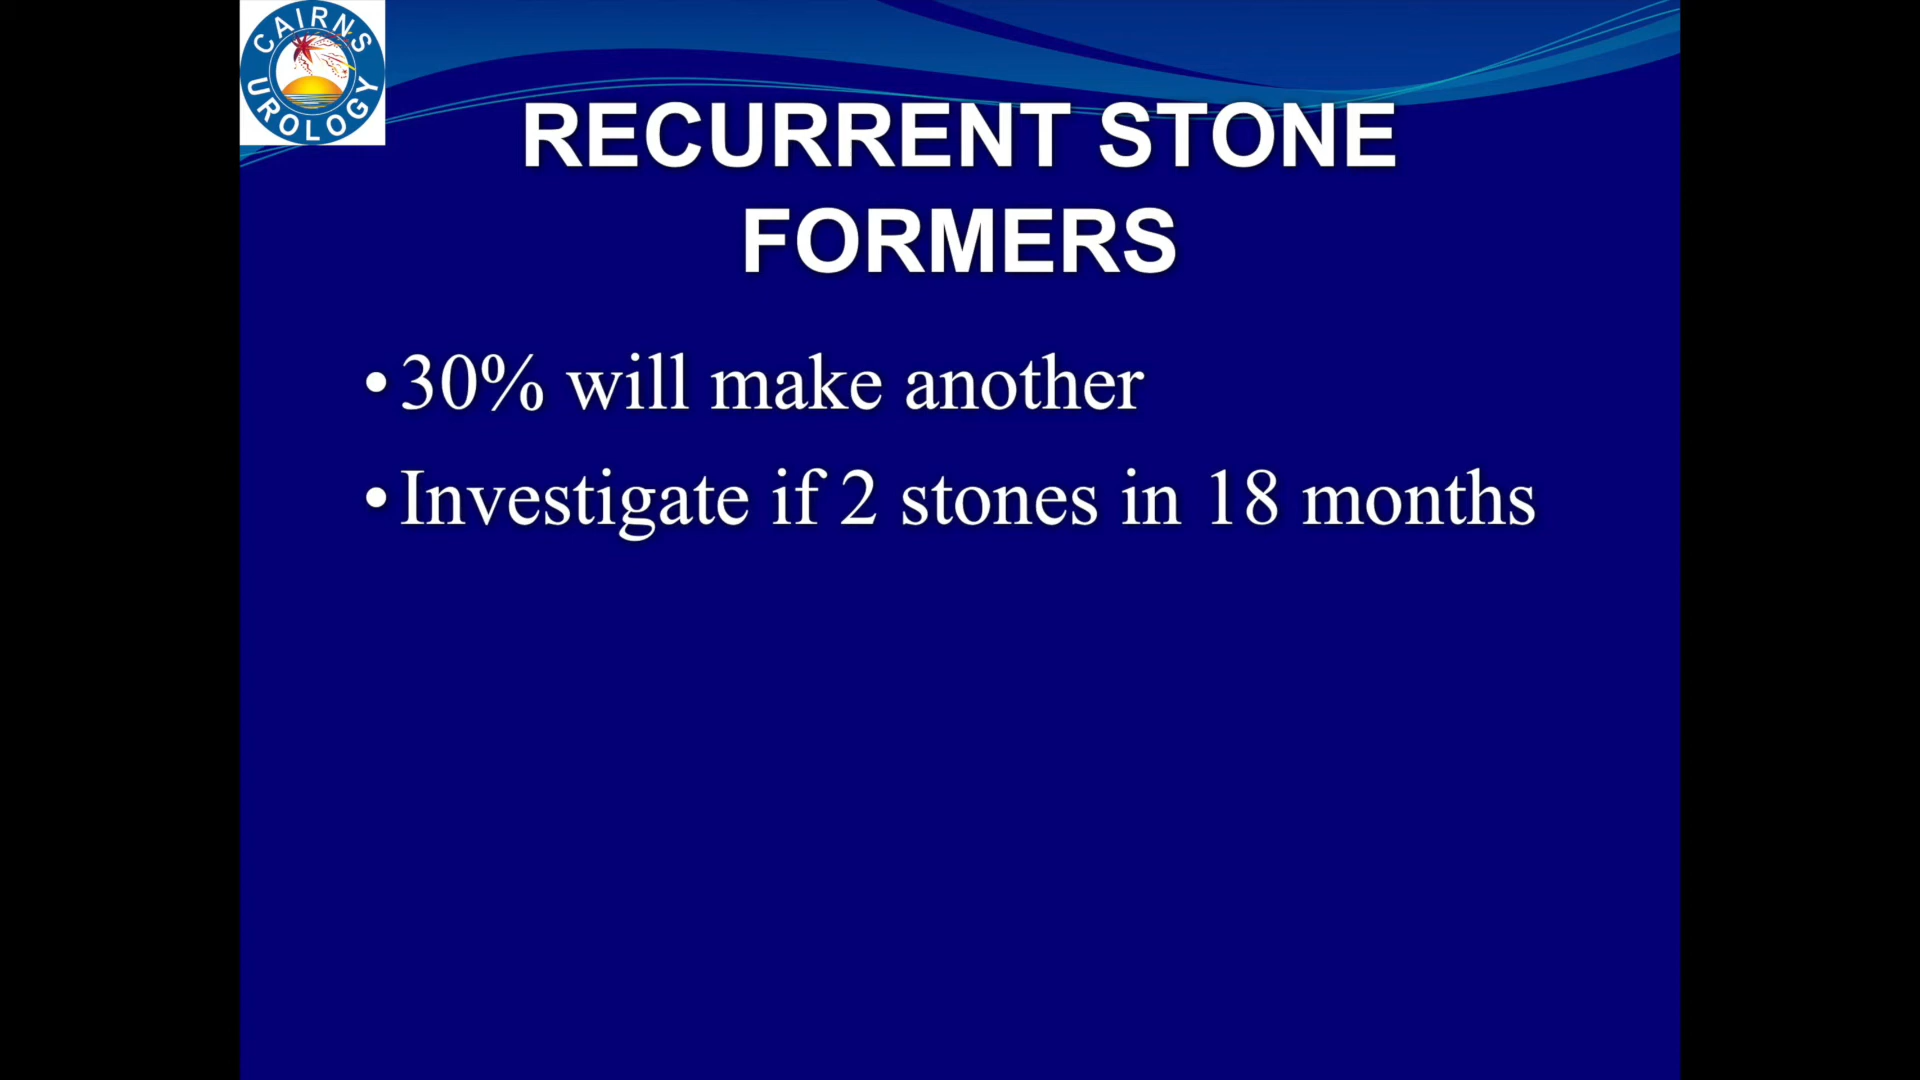 CAIRNS
UROLOGY
RECURRENT STONE
FORMERS
•30% will make another
•Investigate if 2 stones in 18 months